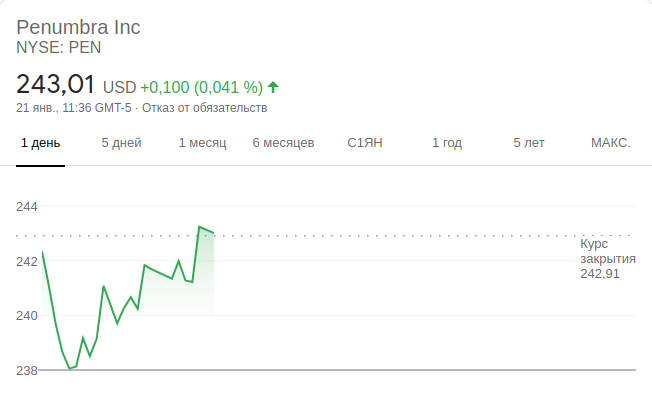 Penumbra Inc
NYSE: PEN
243,01 USD +0,100 (0,041 %)
21 янв., 11:36 GMT-5 · Отказ от обязательств
1 день 5 дней 1 месяц 6 месяцев С1ЯН 1 год 5 лет МАКС.
244
242
240
238
Курс
закрытия
242,91